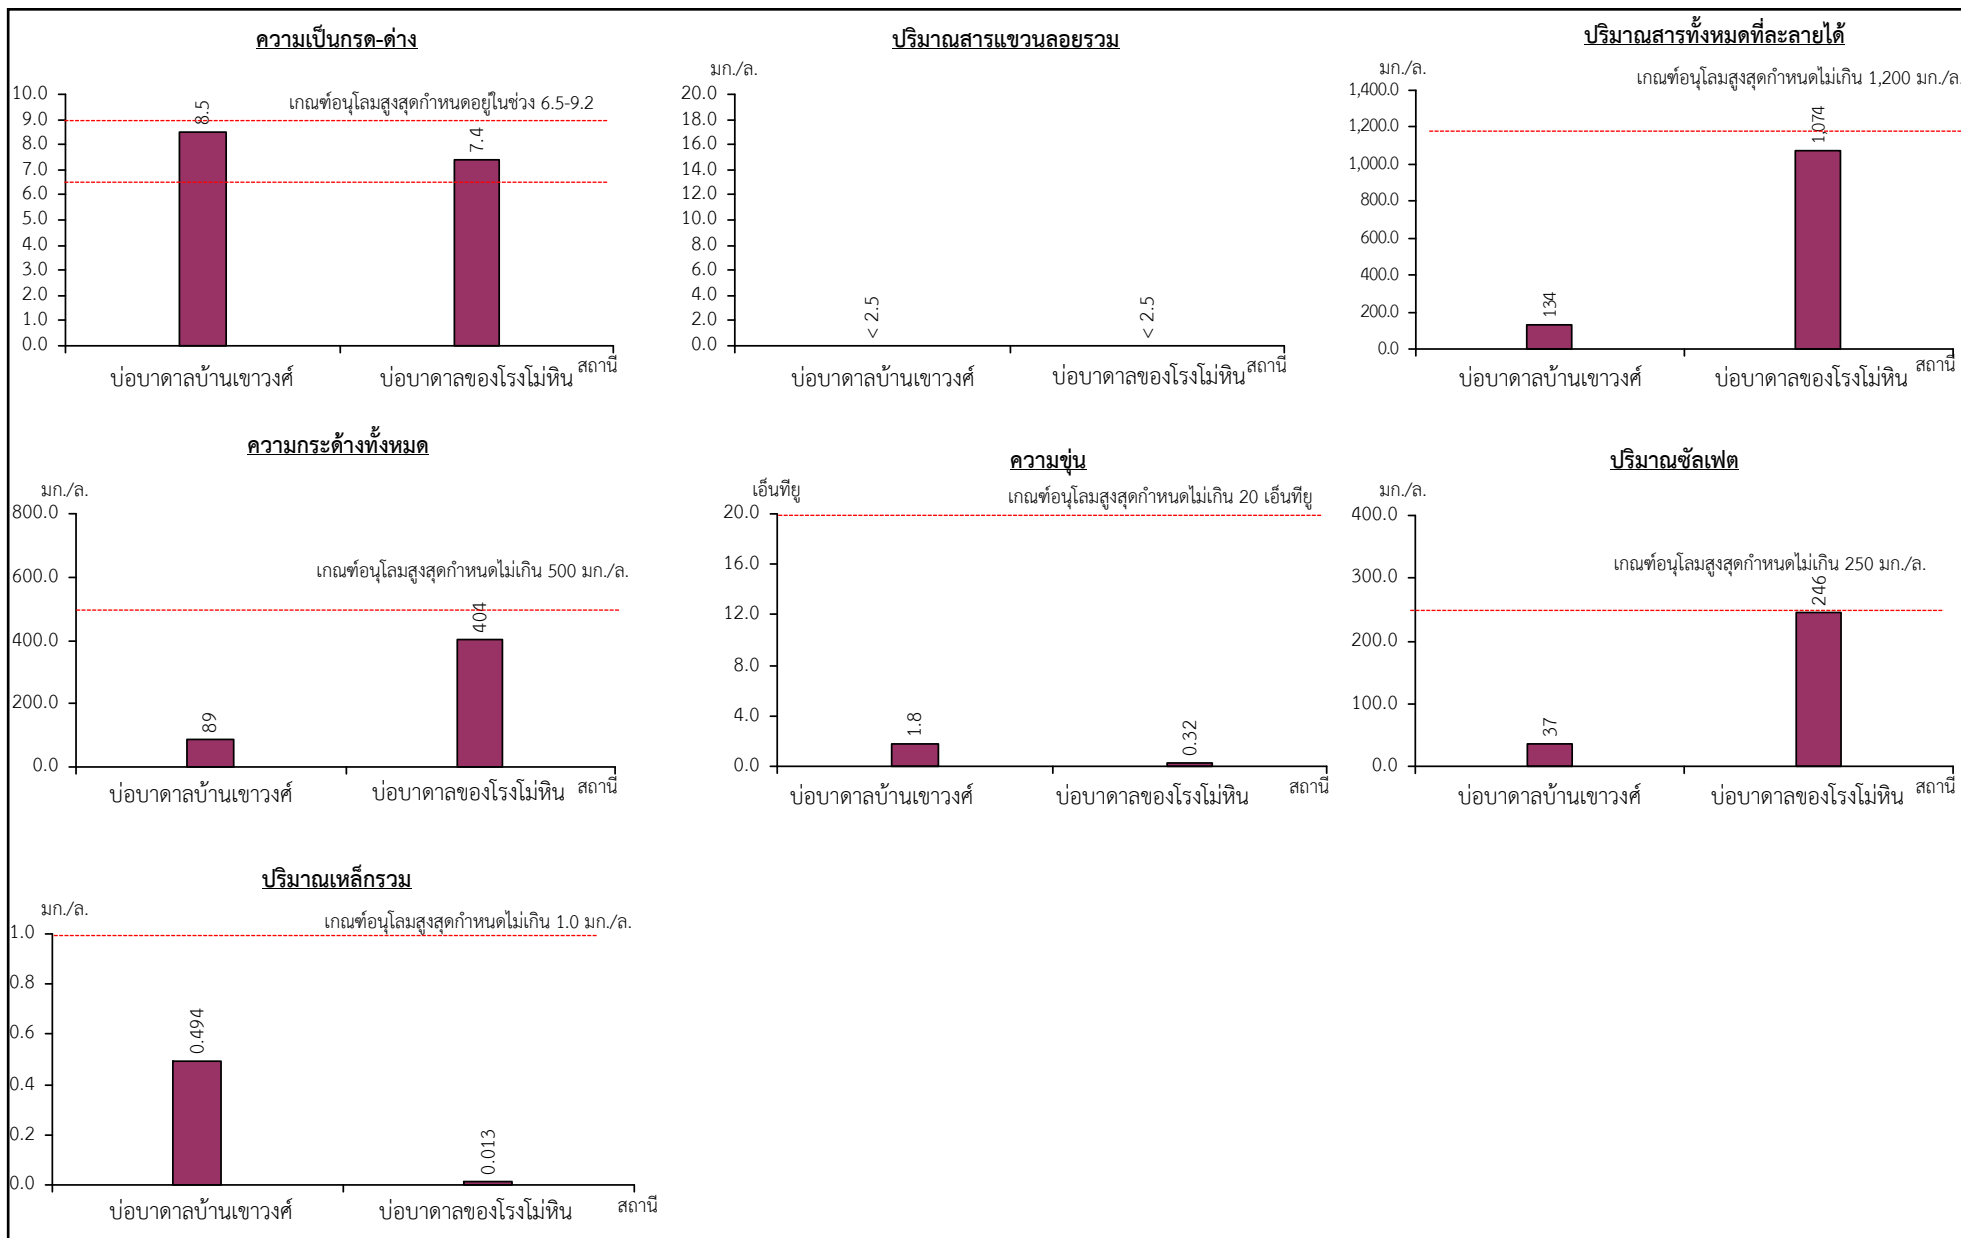 ความเป็นกรด-ด่าง
เกณฑ์อนุโลมสูงสุดกำหนดอยู่ในช่วง 6.5-9.2
10.0
9.0
8.0
7.0
6.0
5.0
4.0
3.0
2.0
1.0
0.0
8.5
7.4
บ่อบาดาลบ้านเขาวงศ์
บ่อบาดาลของโรงโม่หิน
สถานี
ปริมาณสารแขวนลอยรวม
มก./ล.
20.0
18.0
16.0
14.0
12.0
10.0
8.0
6.0
4.0
2.0
0.0
< 2.5
< 2.5
บ่อบาดาลบ้านเขาวงศ์
บ่อบาดาลของโรงโม่หิน
สถานี
ปริมาณสารทั้งหมดที่ละลายได้
มก./ล.
เกณฑ์อนุโลมสูงสุดกำหนดไม่เกิน 1,200 มก./ล.
1,400.0
1,200.0
1,000.0
800.0
600.0
400.0
200.0
0.0
134
1,074
บ่อบาดาลบ้านเขาวงศ์
บ่อบาดาลของโรงโม่หิน
สถานี
ความกระด้างทั้งหมด
มก./ล.
เกณฑ์อนุโลมสูงสุดกำหนดไม่เกิน 500 มก./ล.
800.0
600.0
400.0
200.0
0.0
89
404
บ่อบาดาลบ้านเขาวงศ์
บ่อบาดาลของโรงโม่หิน
สถานี
ความขุ่น
เอ็นทียู
เกณฑ์อนุโลมสูงสุดกำหนดไม่เกิน 20 เอ็นทียู
20.0
16.0
12.0
8.0
4.0
0.0
1.8
0.32
บ่อบาดาลบ้านเขาวงศ์
บ่อบาดาลของโรงโม่หิน
สถานี
ปริมาณซัลเฟต
มก./ล.
เกณฑ์อนุโลมสูงสุดกำหนดไม่เกิน 250 มก./ล.
400.0
300.0
200.0
100.0
0.0
37
246
บ่อบาดาลบ้านเขาวงศ์
บ่อบาดาลของโรงโม่หิน
สถานี
ปริมาณเหล็กรวม
มก./ล.
เกณฑ์อนุโลมสูงสุดกำหนดไม่เกิน 1.0 มก./ล.
1.0
0.8
0.6
0.4
0.2
0.0
0.494
0.013
บ่อบาดาลบ้านเขาวงศ์
บ่อบาดาลของโรงโม่หิน
สถานี